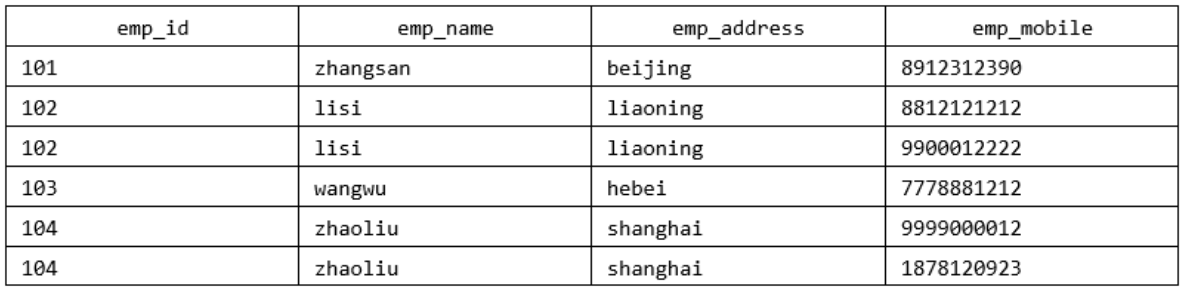 emp_id emp_name emp_address emp_mobile
101 zhangsan beijing 8912312390
102 lisi liaoning 8812121212
102 lisi liaoning 9900012222
103 wangwu hebei 7778881212
104 zhaoliu shanghai 9999000012
104 zhaoliu shanghai 1878120923